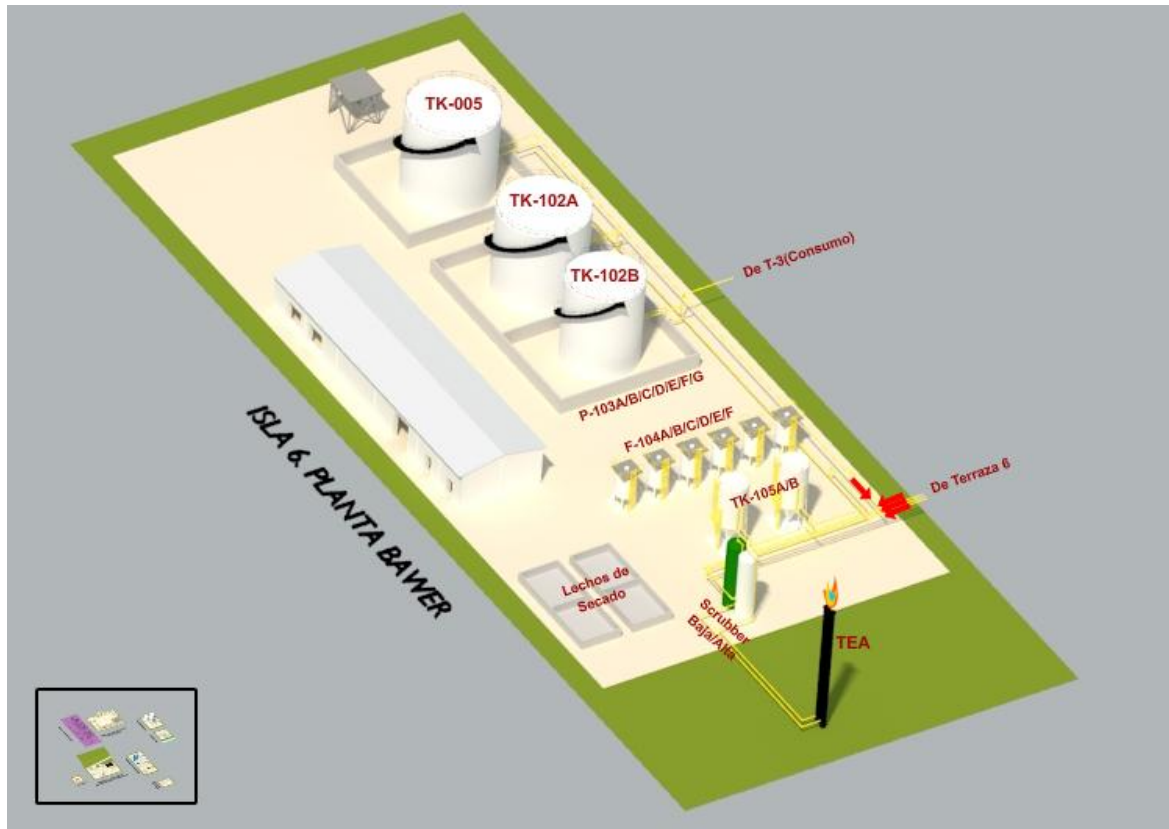 TK-005
TK-102A
TK-102B
De T-3(Consumo)
P-103A/B/C/D/E/F/G
F-104A/B/C/D/E/F
TK-105A/B
De Terraza 6
ISLA 6. PLANTA BAWER
Lechos de
Secado
Scrubber
Baja/Alta
TEA